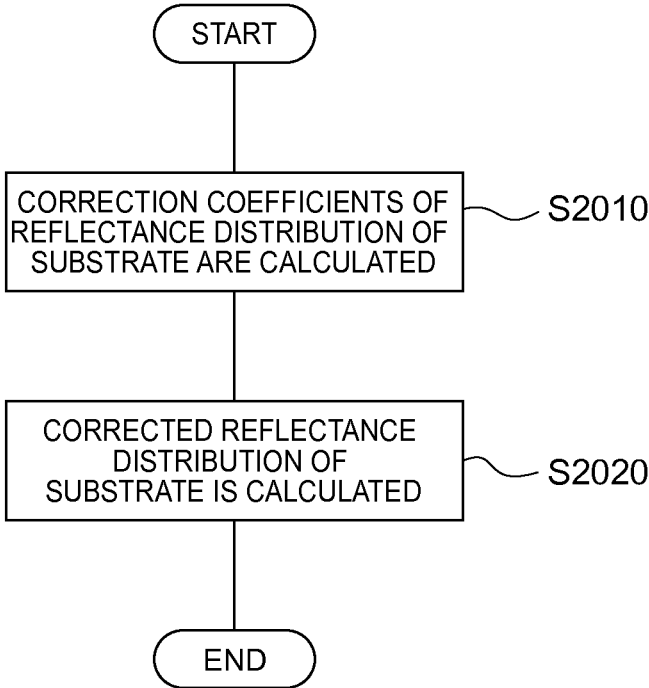 START
CORRECTION COEFFICIENTS OF
REFLECTANCE DISTRIBUTION OF
SUBSTRATE ARE CALCULATED
S2010
CORRECTED REFLECTANCE
DISTRIBUTION OF
SUBSTRATE IS CALCULATED
S2020
END